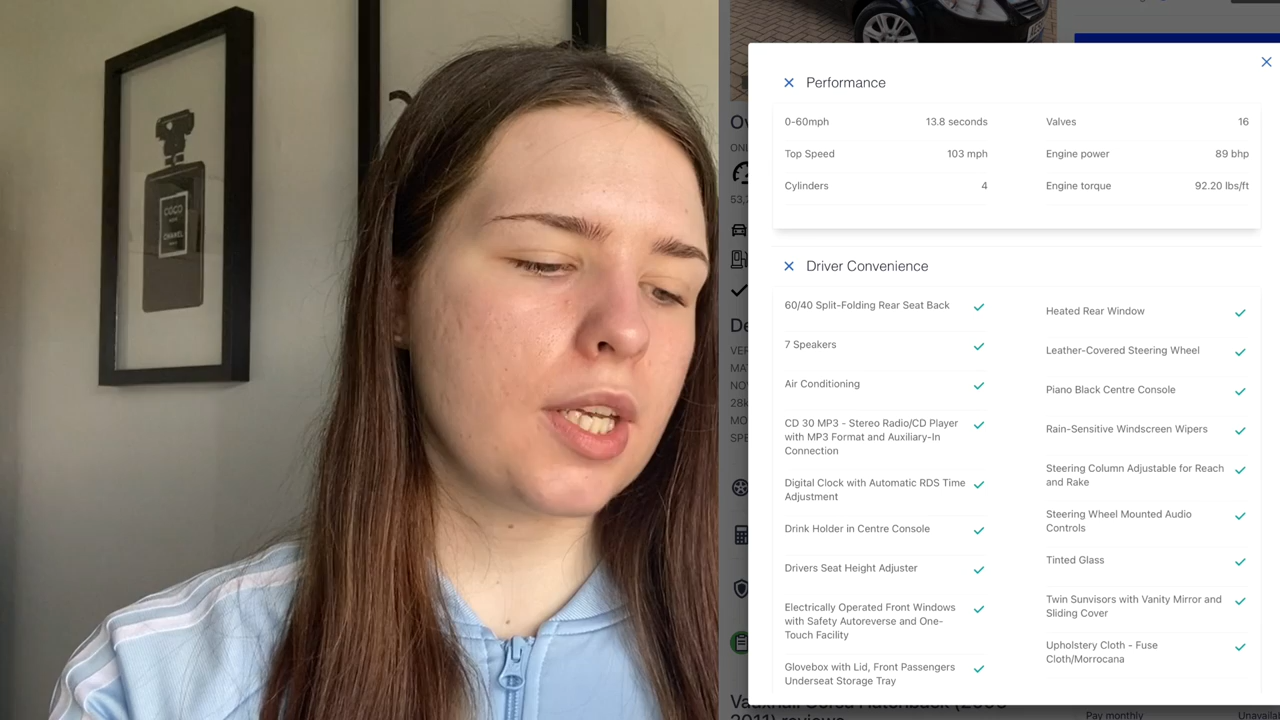 COCO
CHANEL
Performance
0-60mph 13.8 seconds
Top Speed 103 mph
Cylinders 4
Valves 16
Engine power 89 bhp
Engine torque 92.20 lbs/ft
Driver Convenience
60/40 Split-Folding Rear Seat Back
7 Speakers
Air Conditioning
CD 30 MP3 - Stereo Radio/CD Player
with MP3 Format and Auxiliary-In
Connection
Digital Clock with Automatic RDS Time
Adjustment
Drink Holder in Centre Console
Drivers Seat Height Adjuster
Electrically Operated Front Windows
with Safety Autoreverse and One-
Touch Facility
Glovebox with Lid, Front Passengers
Underseat Storage Tray
Heated Rear Window
Leather-Covered Steering Wheel
Piano Black Centre Console
Rain-Sensitive Windscreen Wipers
Steering Column Adjustable for Reach
and Rake
Steering Wheel Mounted Audio
Controls
Tinted Glass
Twin Sunvisors with Vanity Mirror and
Sliding Cover
Upholstery Cloth - Fuse
Cloth/Morrocana
Pay monthly